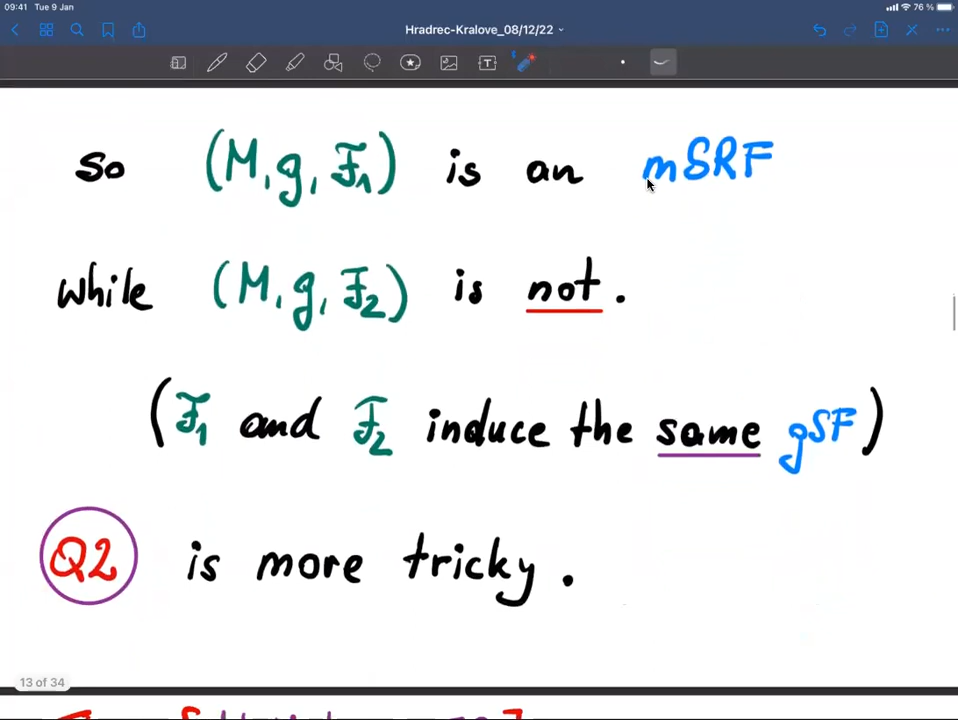 09:41 Tue 9 Jan 76 %
Hradrec-Kralove_08/12/22
So (M, g, F₁) is an mSRF
while (M, g, F₂) is not.
(F₁ and F₂ induce the same gSF)
Q2 is more tricky.
13 of 34